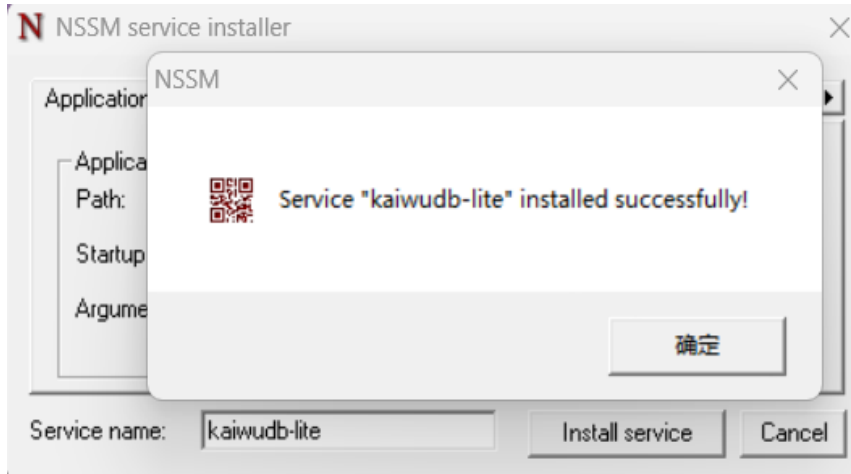 N NSSM service installer
NSSM
Application
Applica
Path:
Service "kaiwudb-lite" installed successfully!
Startup
Argume
确定
Service name:
kaiwudb-lite
Install service
Cancel